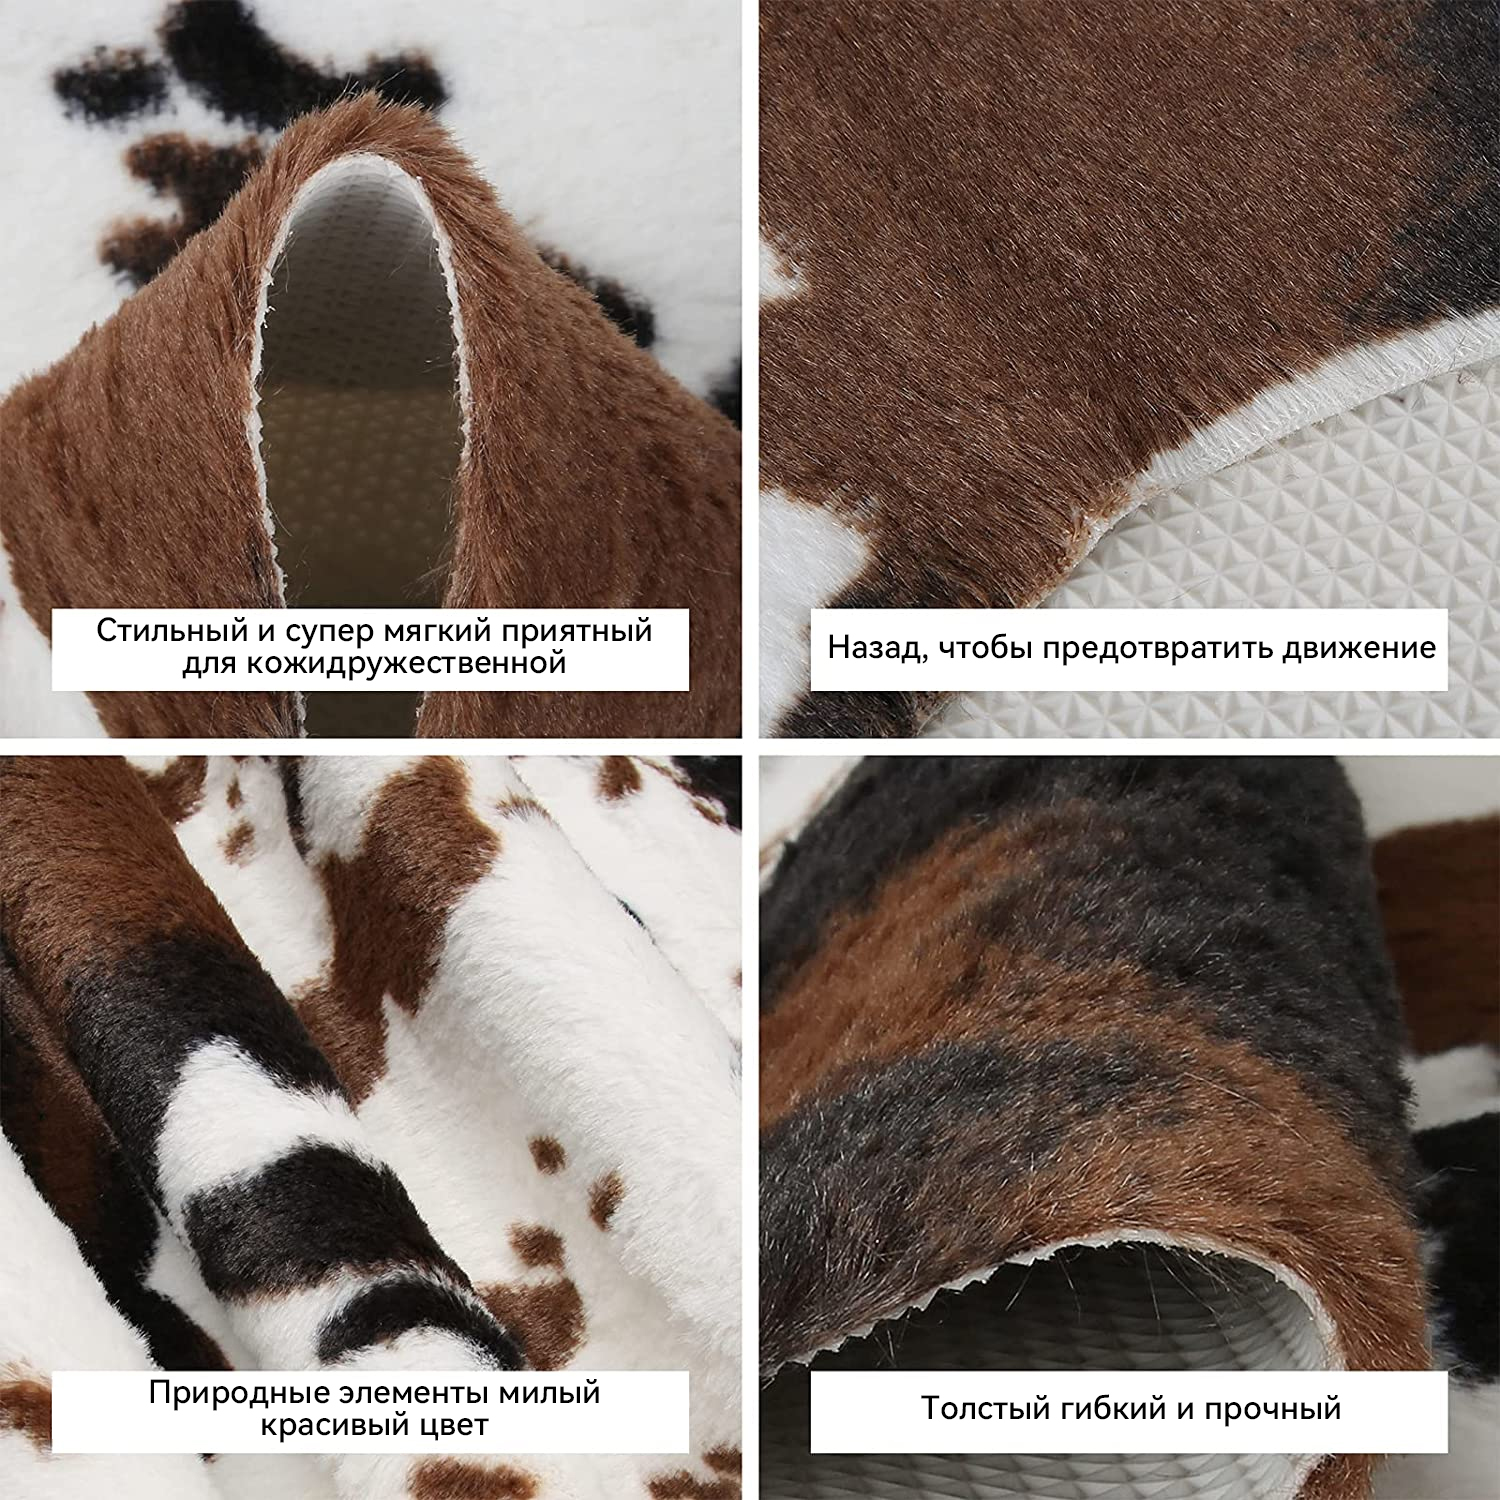 Стильный и супер мягкий приятный
для кожидружественной
Назад, чтобы предотвратить движение
Природные элементы милый
красивый цвет
Толстый гибкий и прочный